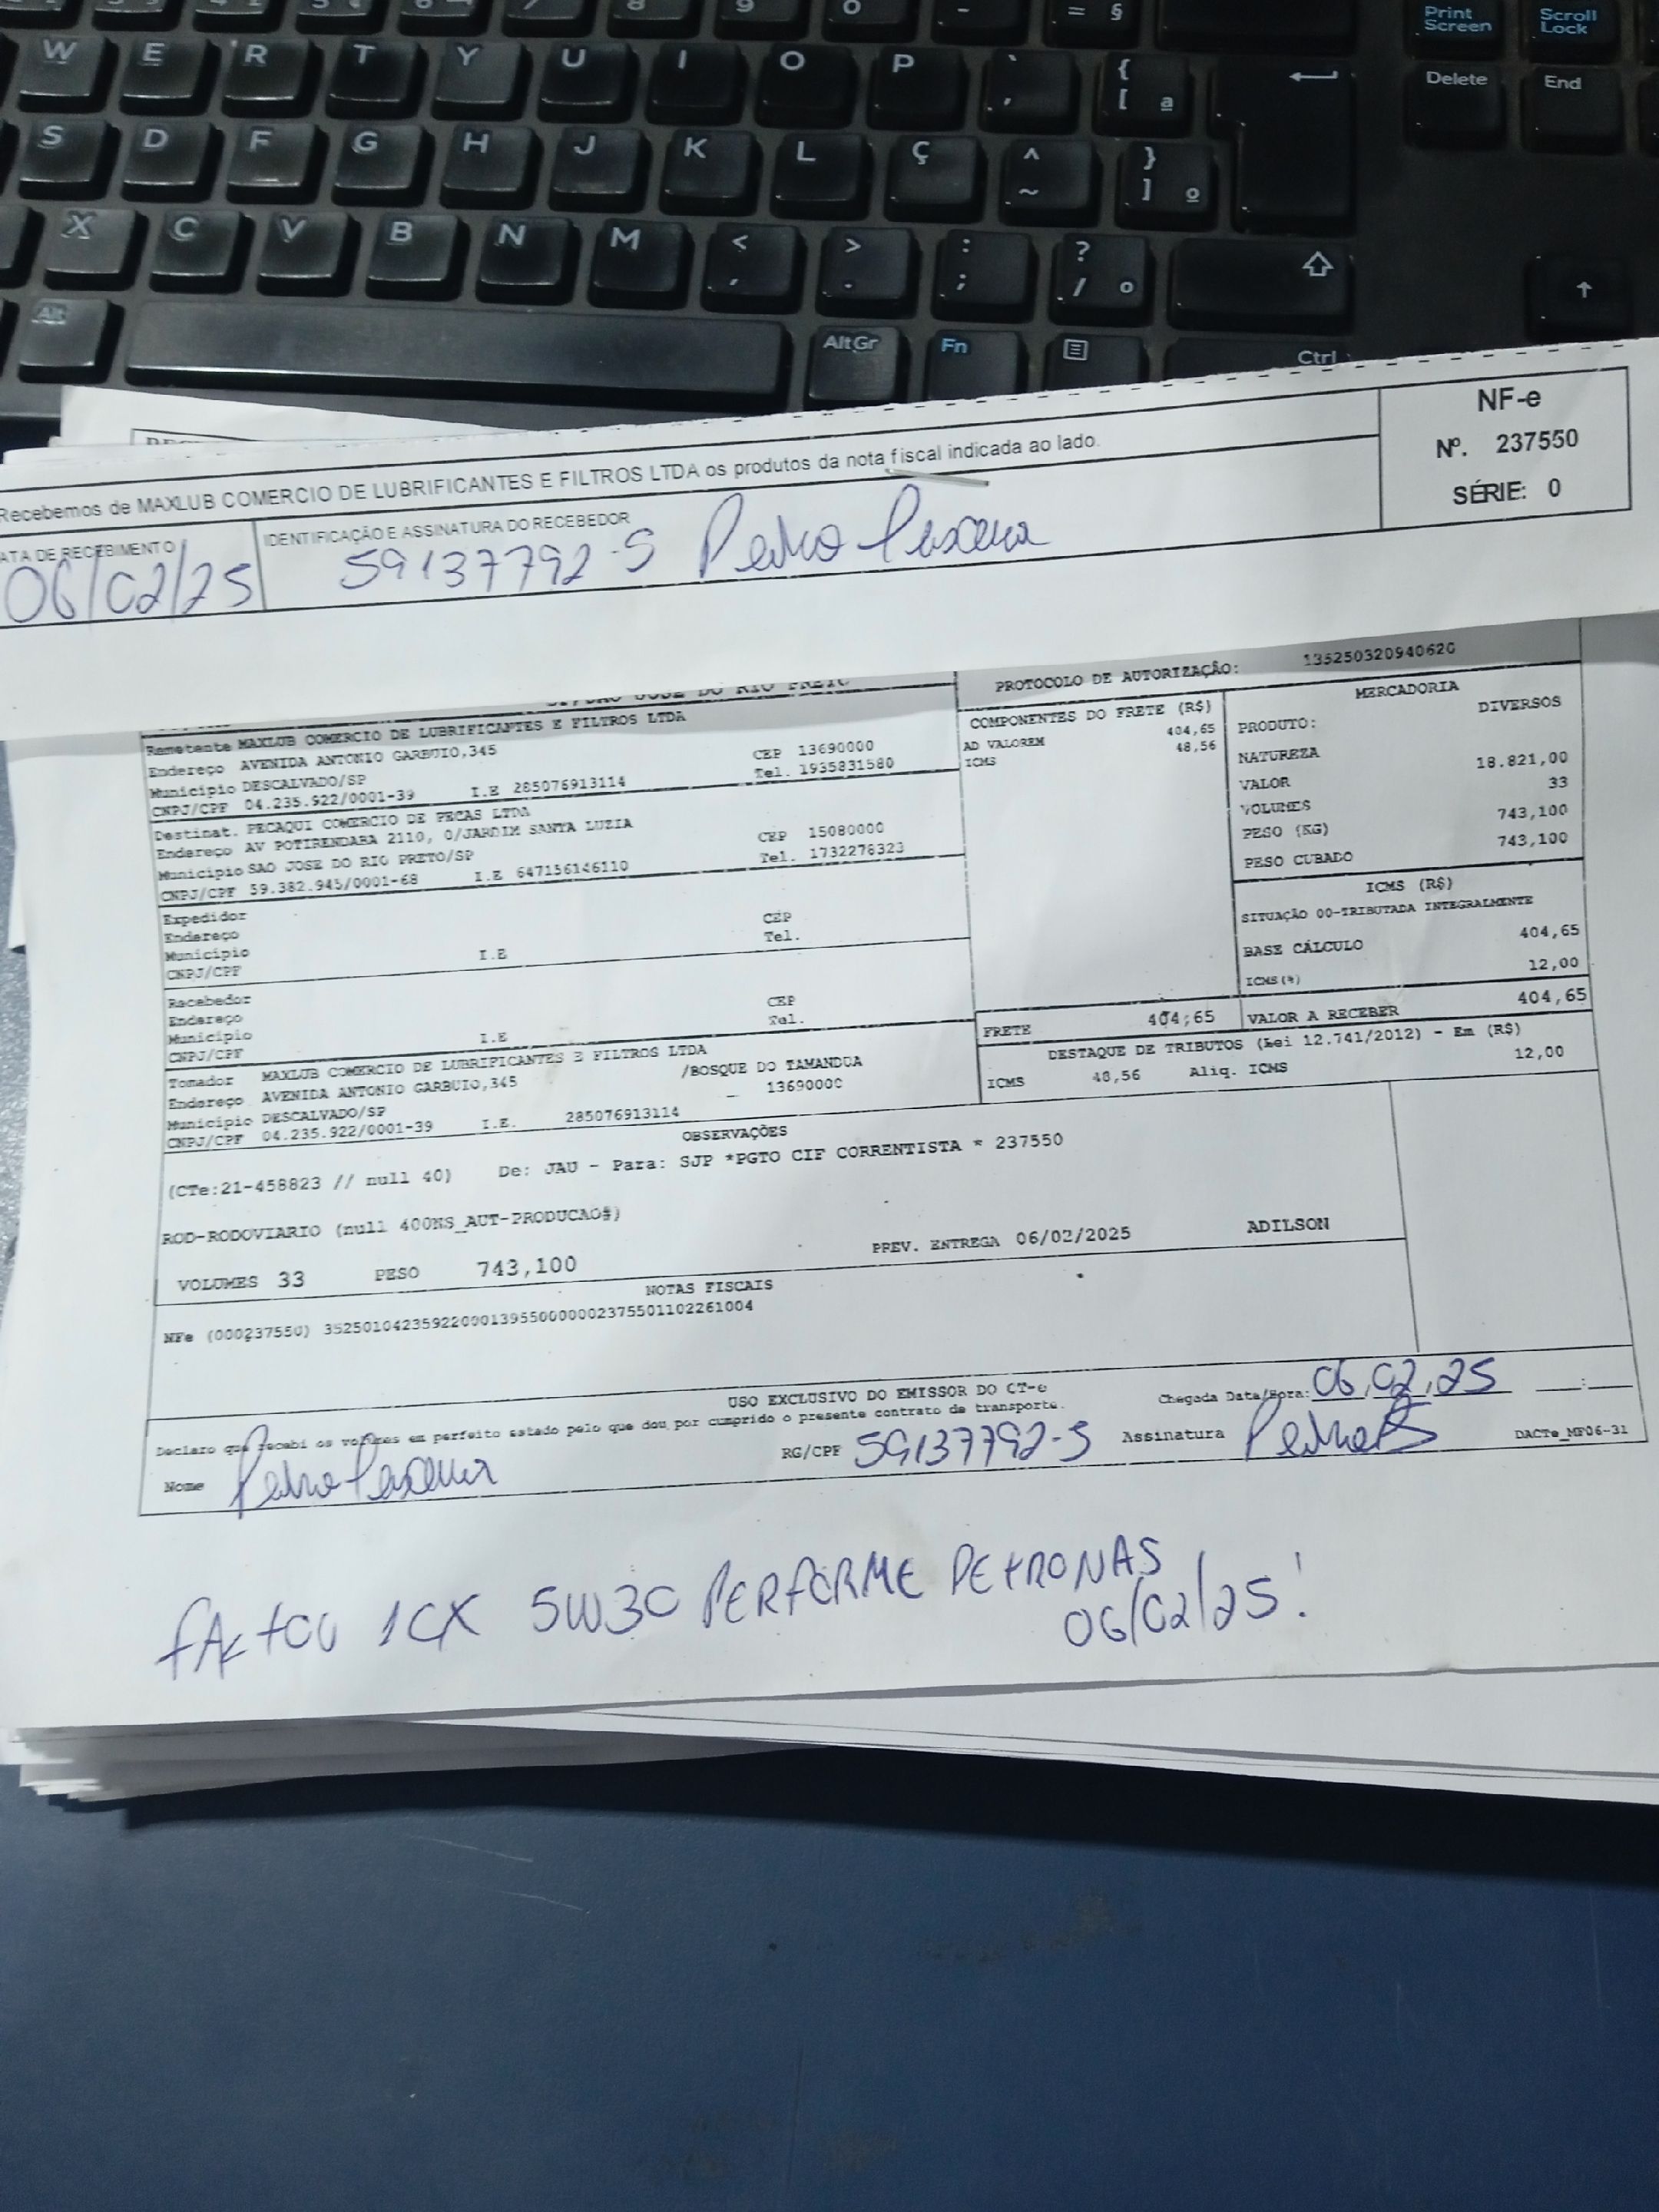 W E R T Y U I O P ` ´ { [ ª
Print Screen
Scroll Lock
Delete
End
S D F G H J K L Ç ^ ~ } ] º
X C V B N M < , > . : ; ? / °
Alt
AltGr
Fn
Ctrl
Recebemos de MAXLUB COMERCIO DE LUBRIFICANTES E FILTROS LTDA os produtos da nota fiscal indicada ao lado.
NF-e
Nº. 237550
SÉRIE: 0
ATA DE RECEBIMENTO
06/02/25
IDENTIFICAÇÃO E ASSINATURA DO RECEBEDOR
59137792-5 Pedro
PROTOCOLO DE AUTORIZAÇÃO: 135250320940620
Remetente MAXLUB COMERCIO DE LUBRIFICANTES E FILTROS LTDA
Endereço AVENIDA ANTONIO GARBUIO,345 CEP 13690000
Município DESCALVADO/SP Tel. 1935831580
CNPJ/CPF 04.235.922/0001-39 I.E 285076913114
Destinat. PECAQUI COMERCIO DE PECAS LTDA
Endereço AV POTIRENDABA 2110, 0/JARDIM SANTA LUZIA CEP 15080000
Município SAO JOSE DO RIO PRETO/SP Tel. 1732278323
CNPJ/CPF 59.382.945/0001-68 I.E 647156146110
Expedidor
Endereço CEP
Município Tel.
CNPJ/CPF I.E
Recebedor
Endereço CEP
Município Tel.
CNPJ/CPF I.E
Tomador MAXLUB COMERCIO DE LUBRIFICANTES E FILTROS LTDA
Endereço AVENIDA ANTONIO GARBUIO,345 /BOSQUE DO TAMANDUA
Município DESCALVADO/SP 13690000
CNPJ/CPF 04.235.922/0001-39 I.E. 285076913114
COMPONENTES DO FRETE (R$)
AD VALOREM 404,65
ICMS 48,56
MERCADORIA
PRODUTO: DIVERSOS
NATUREZA
VALOR 18.821,00
VOLUMES 33
PESO (KG) 743,100
PESO CUBADO 743,100
ICMS (R$)
SITUAÇÃO 00-TRIBUTADA INTEGRALMENTE
BASE CÁLCULO 404,65
ICMS(%) 12,00
FRETE 404,65
VALOR A RECEBER 404,65
DESTAQUE DE TRIBUTOS (Lei 12.741/2012) - Em (R$)
ICMS 48,56 Aliq. ICMS 12,00
OBSERVAÇÕES
(CTe:21-458823 // null 40) De: JAU - Para: SJP *PGTO CIF CORRENTISTA * 237550
ROD-RODOVIARIO (null 400NS_AUT-PRODUCAO#)
VOLUMES 33 PESO 743,100 PREV. ENTREGA 06/02/2025 ADILSON
NOTAS FISCAIS
NFe (000237550) 35250104235922000139550000002375501102261004
USO EXCLUSIVO DO EMISSOR DO CT-e
Declaro que recebi os volumes em perfeito estado pelo que dou por cumprido o presente contrato de transporte.
Chegada Data/Hora: 06.02.25 __:__
Nome Pedro
RG/CPF 59137792-5 Assinatura
DACTe_MF06-31
FALTOU 1CX 5W30 PERFORME PETRONAS
06/02/25!